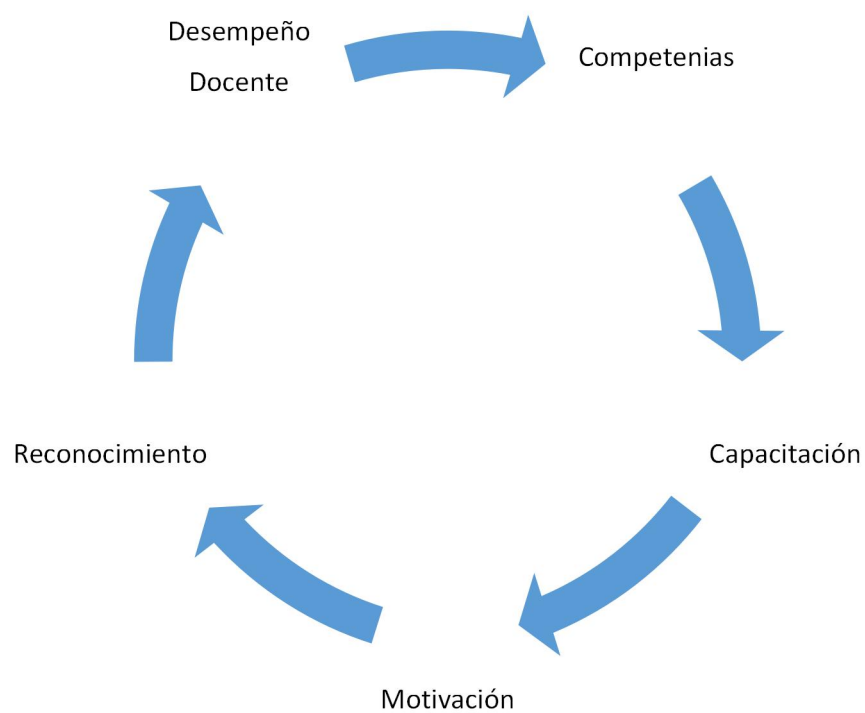 Desempeño
Docente
Competenias
Capacitación
Motivación
Reconocimiento